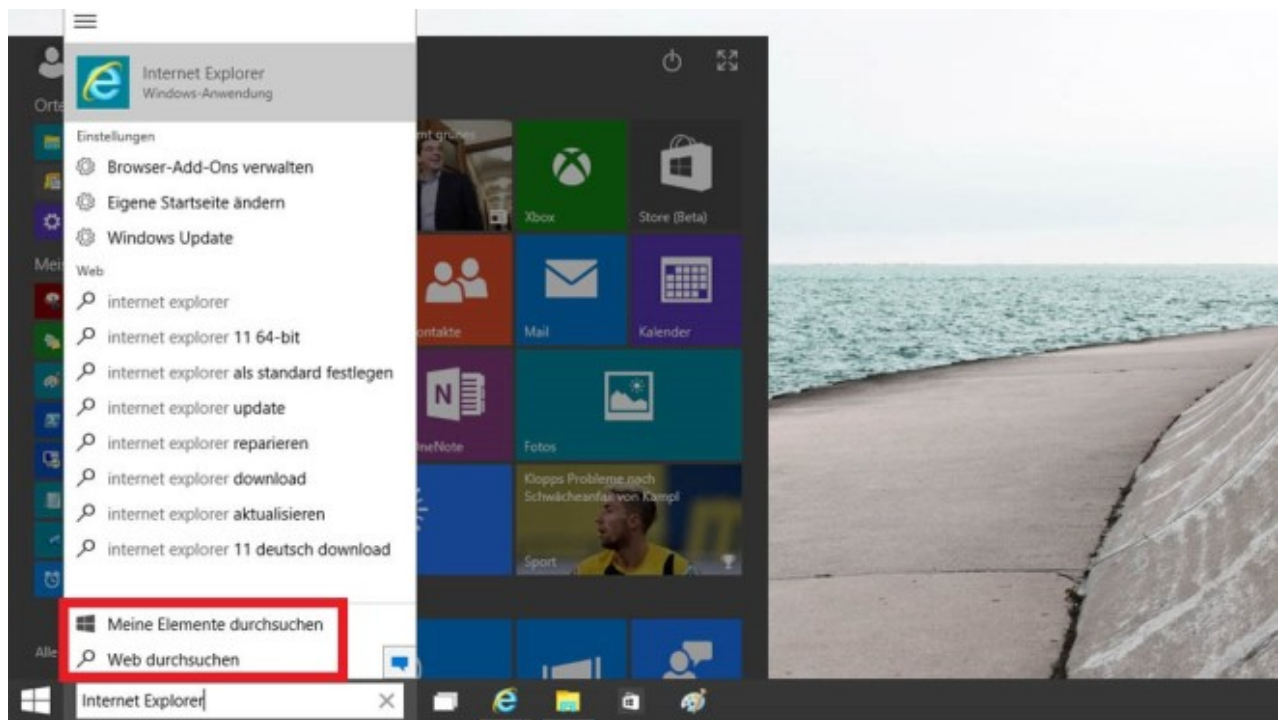 Internet Explorer
Windows-Anwendung
Orte
Einstellungen
Browser-Add-Ons verwalten
Eigene Startseite ändern
Windows Update
Web
internet explorer
internet explorer 11 64-bit
internet explorer als standard festlegen
internet explorer update
internet explorer reparieren
internet explorer download
internet explorer aktualisieren
internet explorer 11 deutsch download
Meine Elemente durchsuchen
Web durchsuchen
Alle
Internet Explorer
grünes
Xbox
Store (Beta)
ontakte
Mail
Kalender
N
neNote
Fotos
Klopps Probleme nach
Schwächeanfall von Kampl
Sport